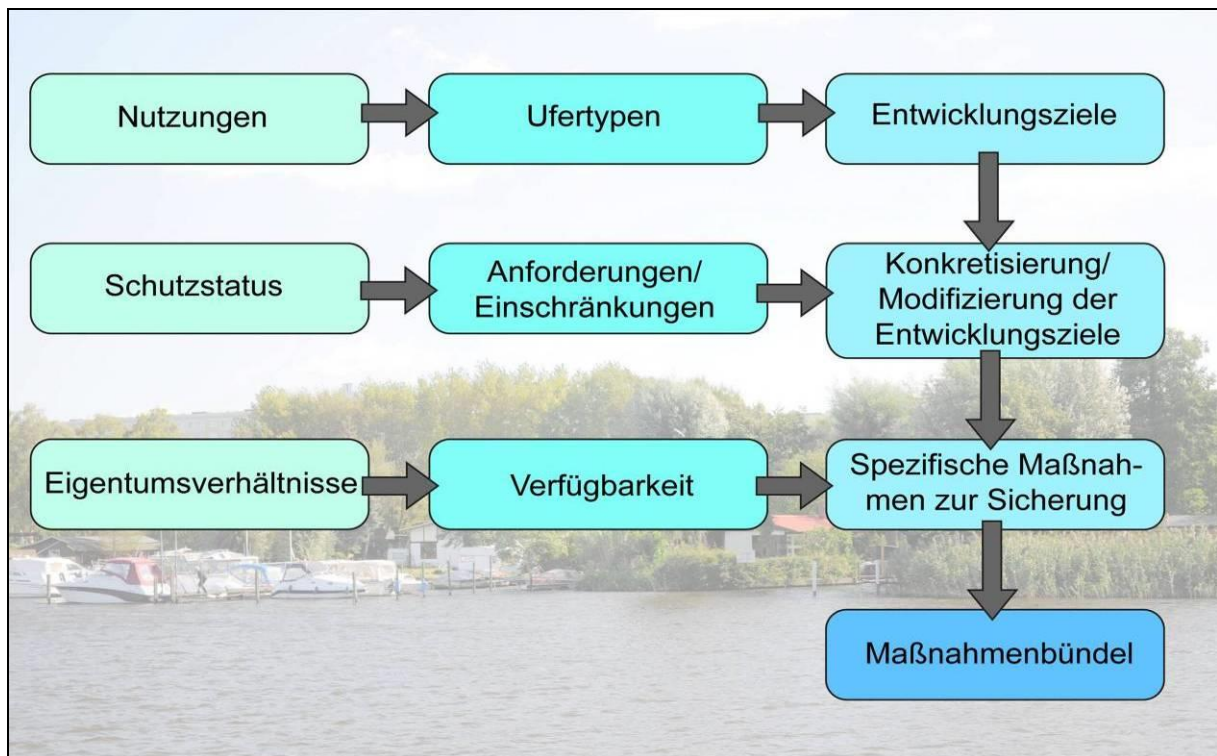 Nutzungen
Ufertypen
Entwicklungsziele
Schutzstatus
Anforderungen/
Einschränkungen
Konkretisierung/
Modifizierung der
Entwicklungsziele
Eigentumsverhältnisse
Verfügbarkeit
Spezifische Maßnah-
men zur Sicherung
Maßnahmenbündel